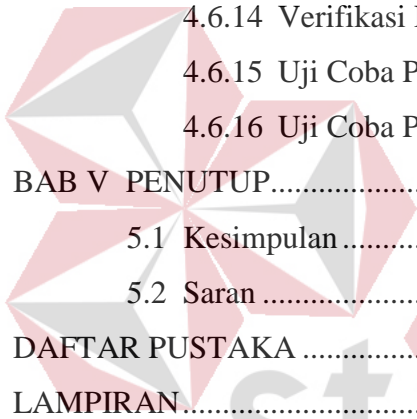 4.6.14 Verifikasi
4.6.15 Uji Coba P
4.6.16 Uji Coba P
BAB V PENUTUP..................
5.1 Kesimpulan ..........
5.2 Saran ....................
DAFTAR PUSTAKA ...............
LAMPIRAN..............................
st